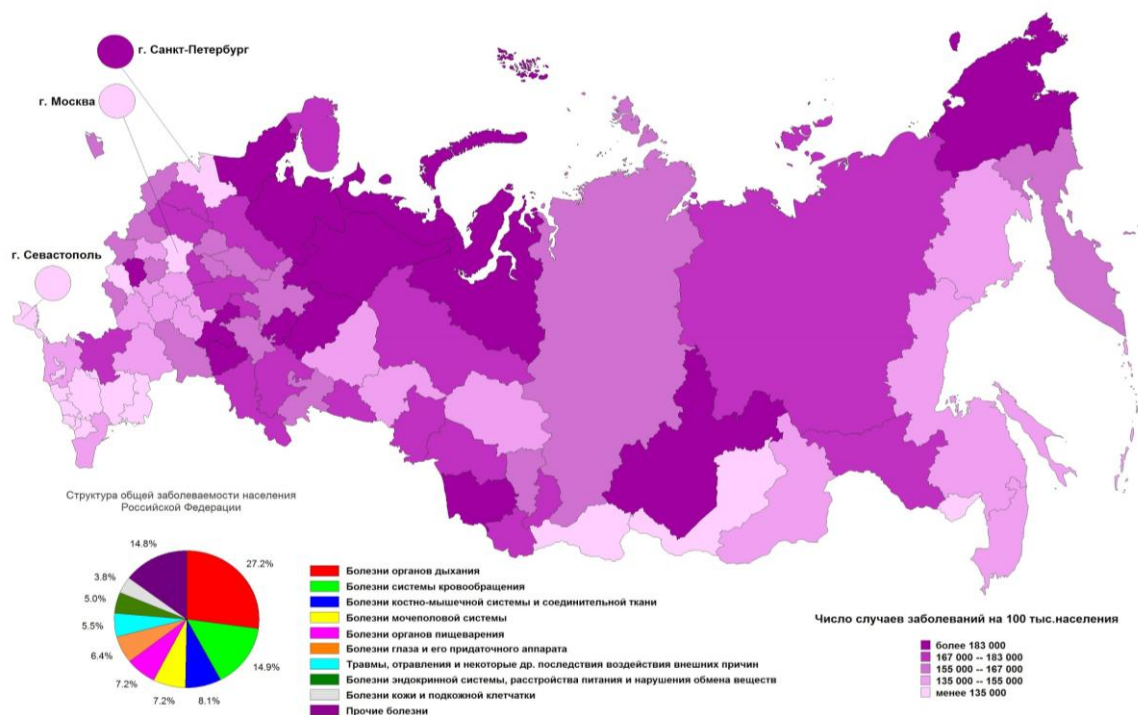 г. Санкт-Петербург
г. Москва
г. Севастополь
Структура общей заболеваемости населения
Российской Федерации
14.8%
27.2%
3.8%
5.0%
5.5%
6.4%
7.2%
7.2%
8.1%
14.9%
Болезни органов дыхания
Болезни системы кровообращения
Болезни костно-мышечной системы и соединительной ткани
Болезни мочеполовой системы
Болезни органов пищеварения
Болезни глаза и его придаточного аппарата
Травмы, отравления и некоторые др. последствия воздействия внешних причин
Болезни эндокринной системы, расстройства питания и нарушения обмена веществ
Болезни кожи и подкожной клетчатки
Прочие болезни
Число случаев заболеваний на 100 тыс.населения
более 183 000
167 000 -- 183 000
155 000 -- 167 000
135 000 -- 155 000
менее 135 000